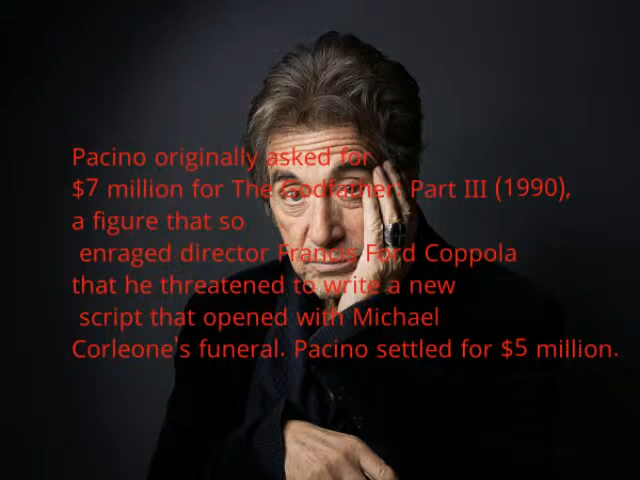 Pacino originally asked for
$7 million for The Godfather: Part III (1990),
a figure that so
enraged director Francis Ford Coppola
that he threatened to write a new
script that opened with Michael
Corleone's funeral. Pacino settled for $5 million.